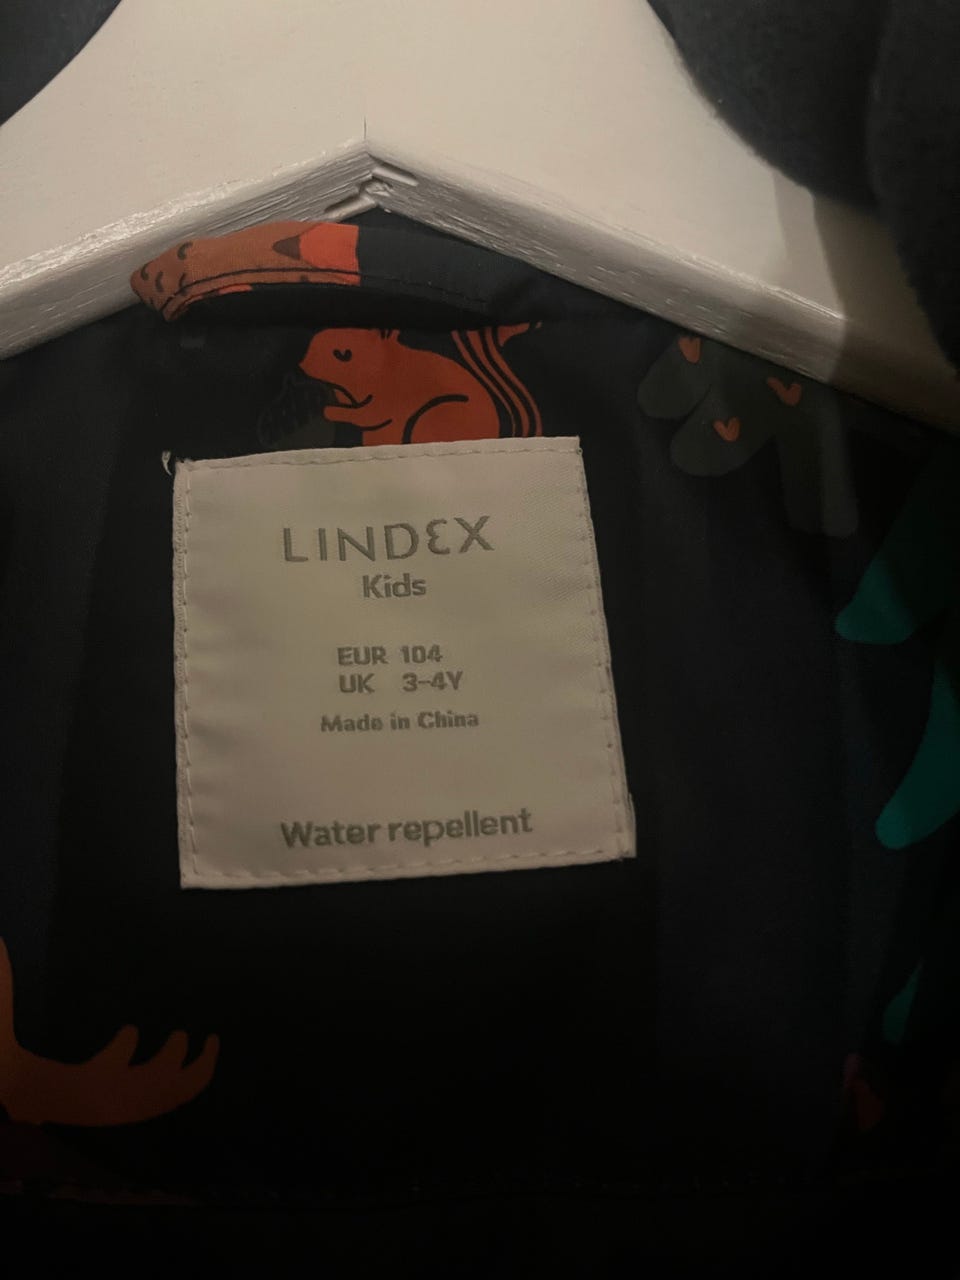 LINDEX
Kids
EUR 104
UK 3-4Y
Made in China
Water repellent